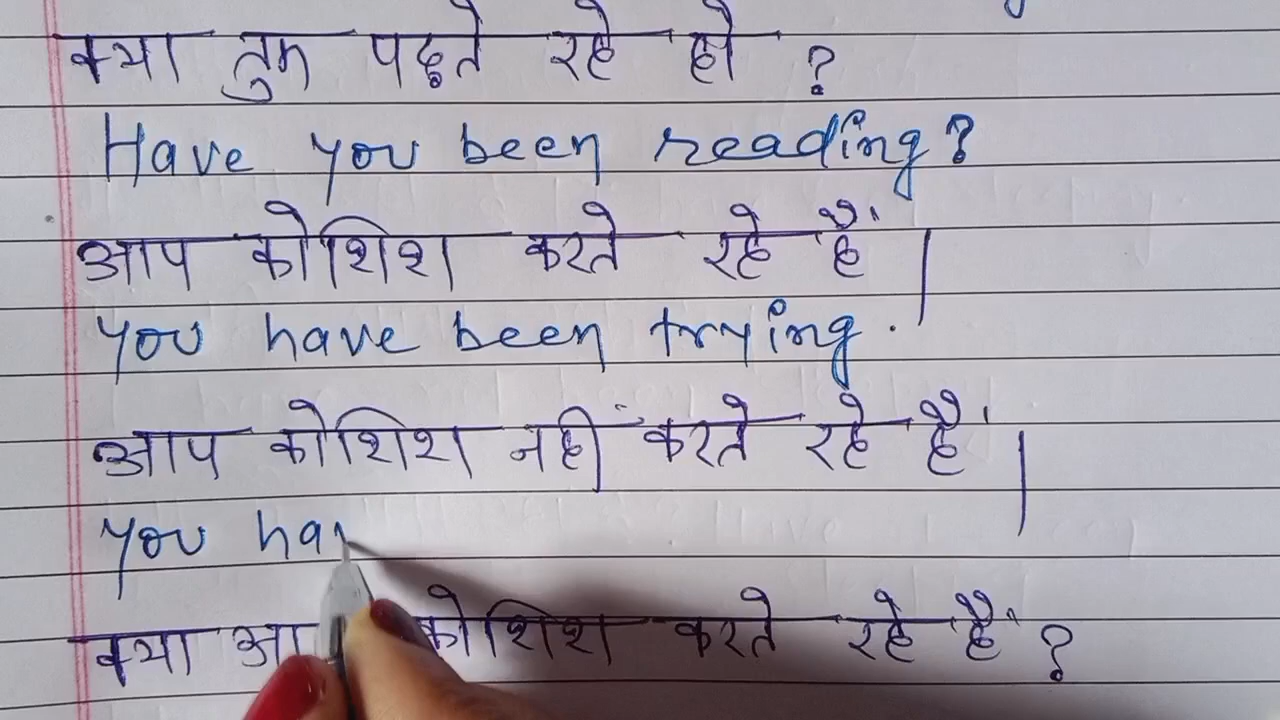 क्या तुम पढ़ते रहे हो ?
Have you been reading?
आप कोशिश करते रहे हैं।
you have been trying.
आप कोशिश नहीं करते रहे हैं।
you ha
क्या आ कोशिश करते रहे हैं ?